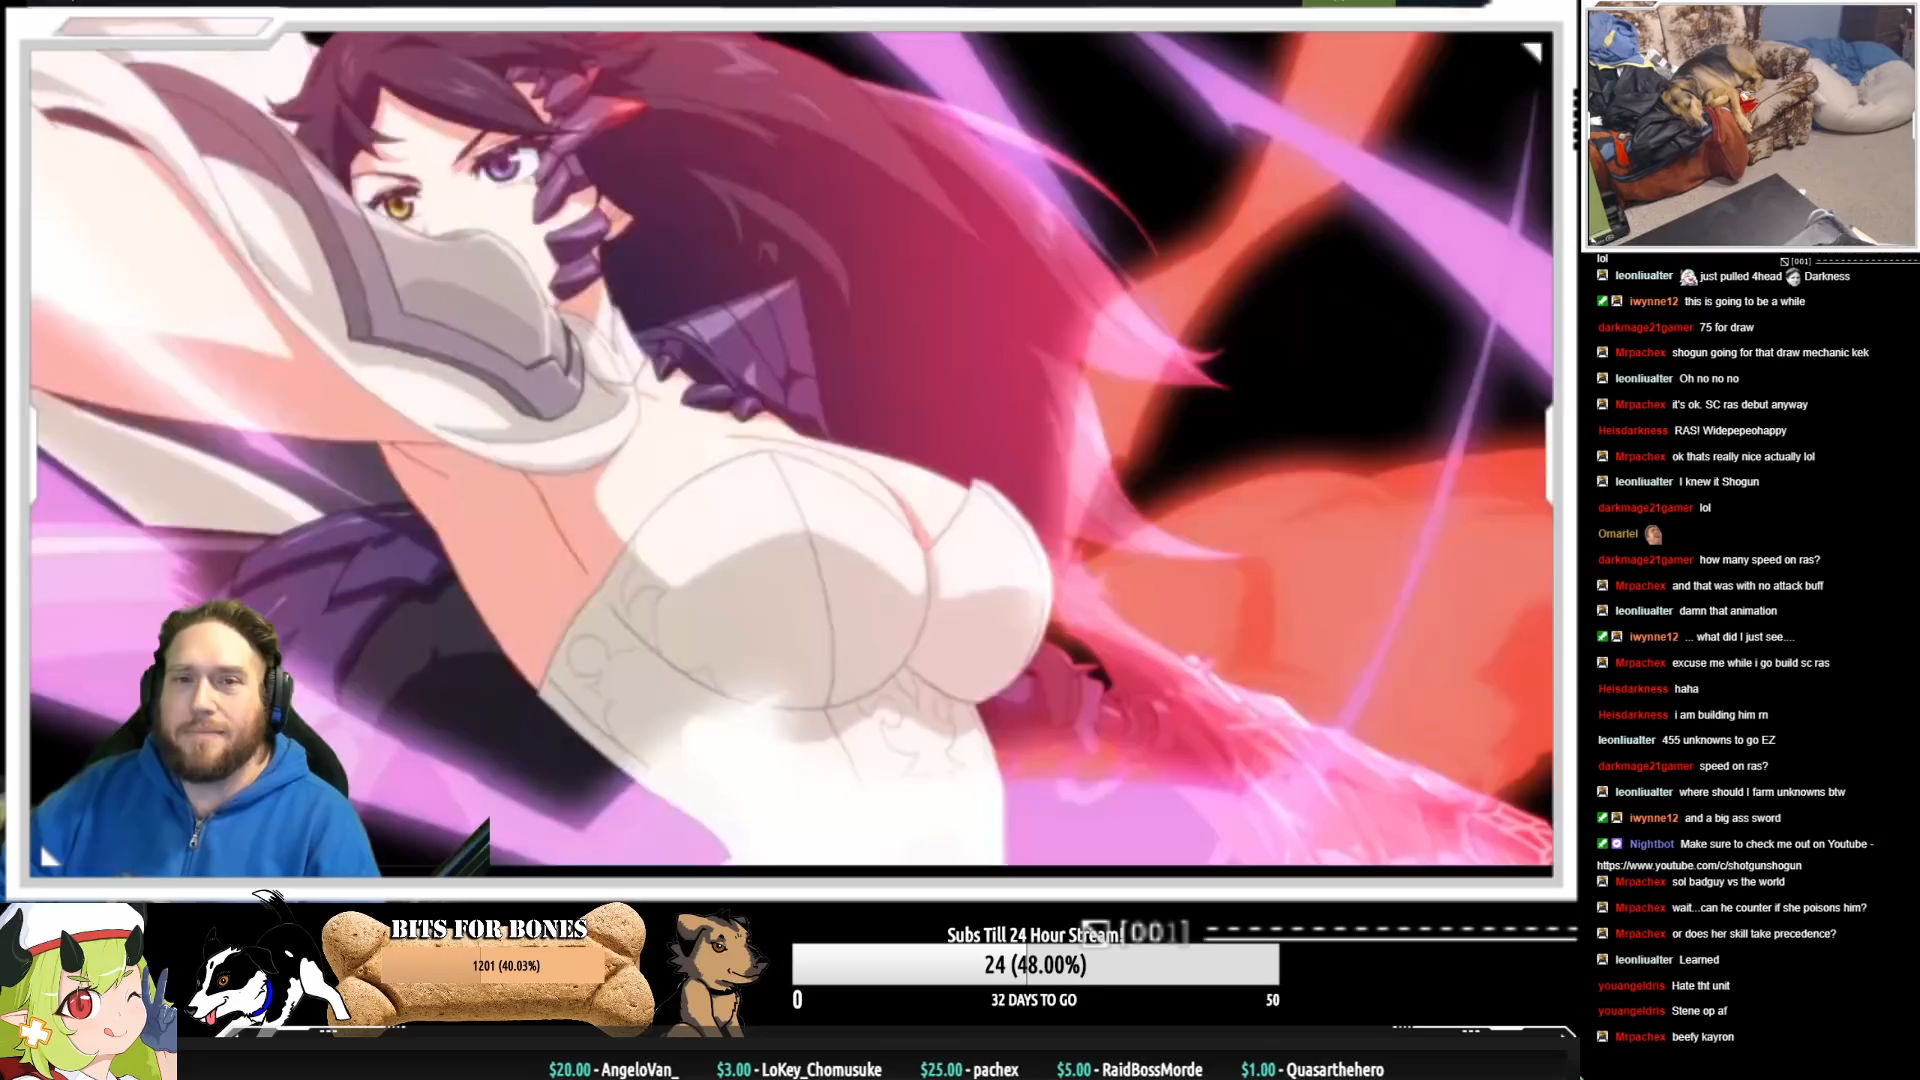 lol
[001]
leonliualter just pulled 4head Darkness
iwynne12 this is going to be a while
darkmage21gamer 75 for draw
Mrpachex shogun going for that draw mechanic kek
leonliualter Oh no no no
Mrpachex it's ok. SC ras debut anyway
Heisdarkness RAS! Widepepeohappy
Mrpachex ok thats really nice actually lol
leonliualter I knew it Shogun
darkmage21gamer lol
Omariel
darkmage21gamer how many speed on ras?
Mrpachex and that was with no attack buff
leonliualter damn that animation
iwynne12 ... what did I just see....
Mrpachex excuse me while i go build sc ras
Heisdarkness haha
Heisdarkness i am building him rn
leonliualter 455 unknowns to go EZ
darkmage21gamer speed on ras?
leonliualter where should I farm unknowns btw
iwynne12 and a big ass sword
Nightbot Make sure to check me out on Youtube -
https://www.youtube.com/c/shotgunshogun
Mrpachex sol badguy vs the world
Mrpachex wait...can he counter if she poisons him?
Mrpachex or does her skill take precedence?
leonliualter Learned
youangeldris Hate tht unit
youangeldris Stene op af
Mrpachex beefy kayron
BITS FOR BONES
1201 (40.03%)
Subs Till 24 Hour Stream!
[001]
24 (48.00%)
0 32 DAYS TO GO 50
$20.00 - AngeloVan_ $3.00 - LoKey_Chomusuke $25.00 - pachex $5.00 - RaidBossMorde $1.00 - Quasarthehero